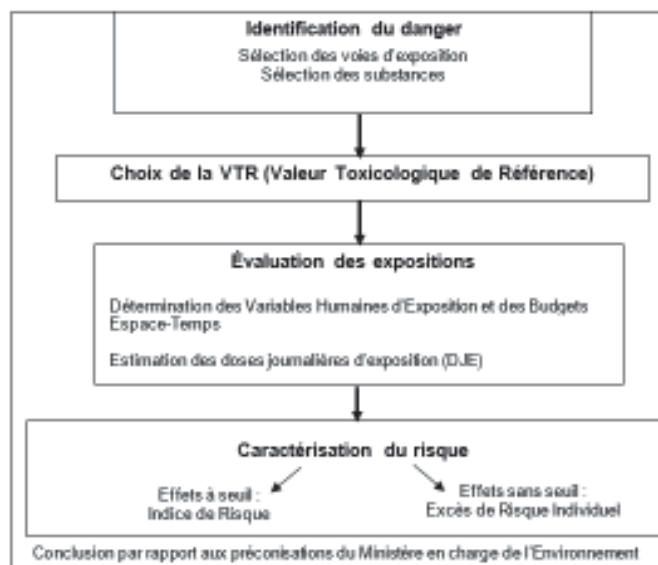 Identification du danger
Sélection des voies d'exposition
Sélection des substances
Choix de la VTR (Valeur Toxicologique de Référence)
Évaluation des expositions
Détermination des Variables Humaines d'Exposition et des Budgets
Espace-Temps
Estimation des doses journalières d'exposition (DJE)
Caractérisation du risque
Effets à seuil :
Indice de Risque
Effets sans seuil :
Excès de Risque Individuel
Conclusion par rapport aux préconisations du Ministère en charge de l'Environnement